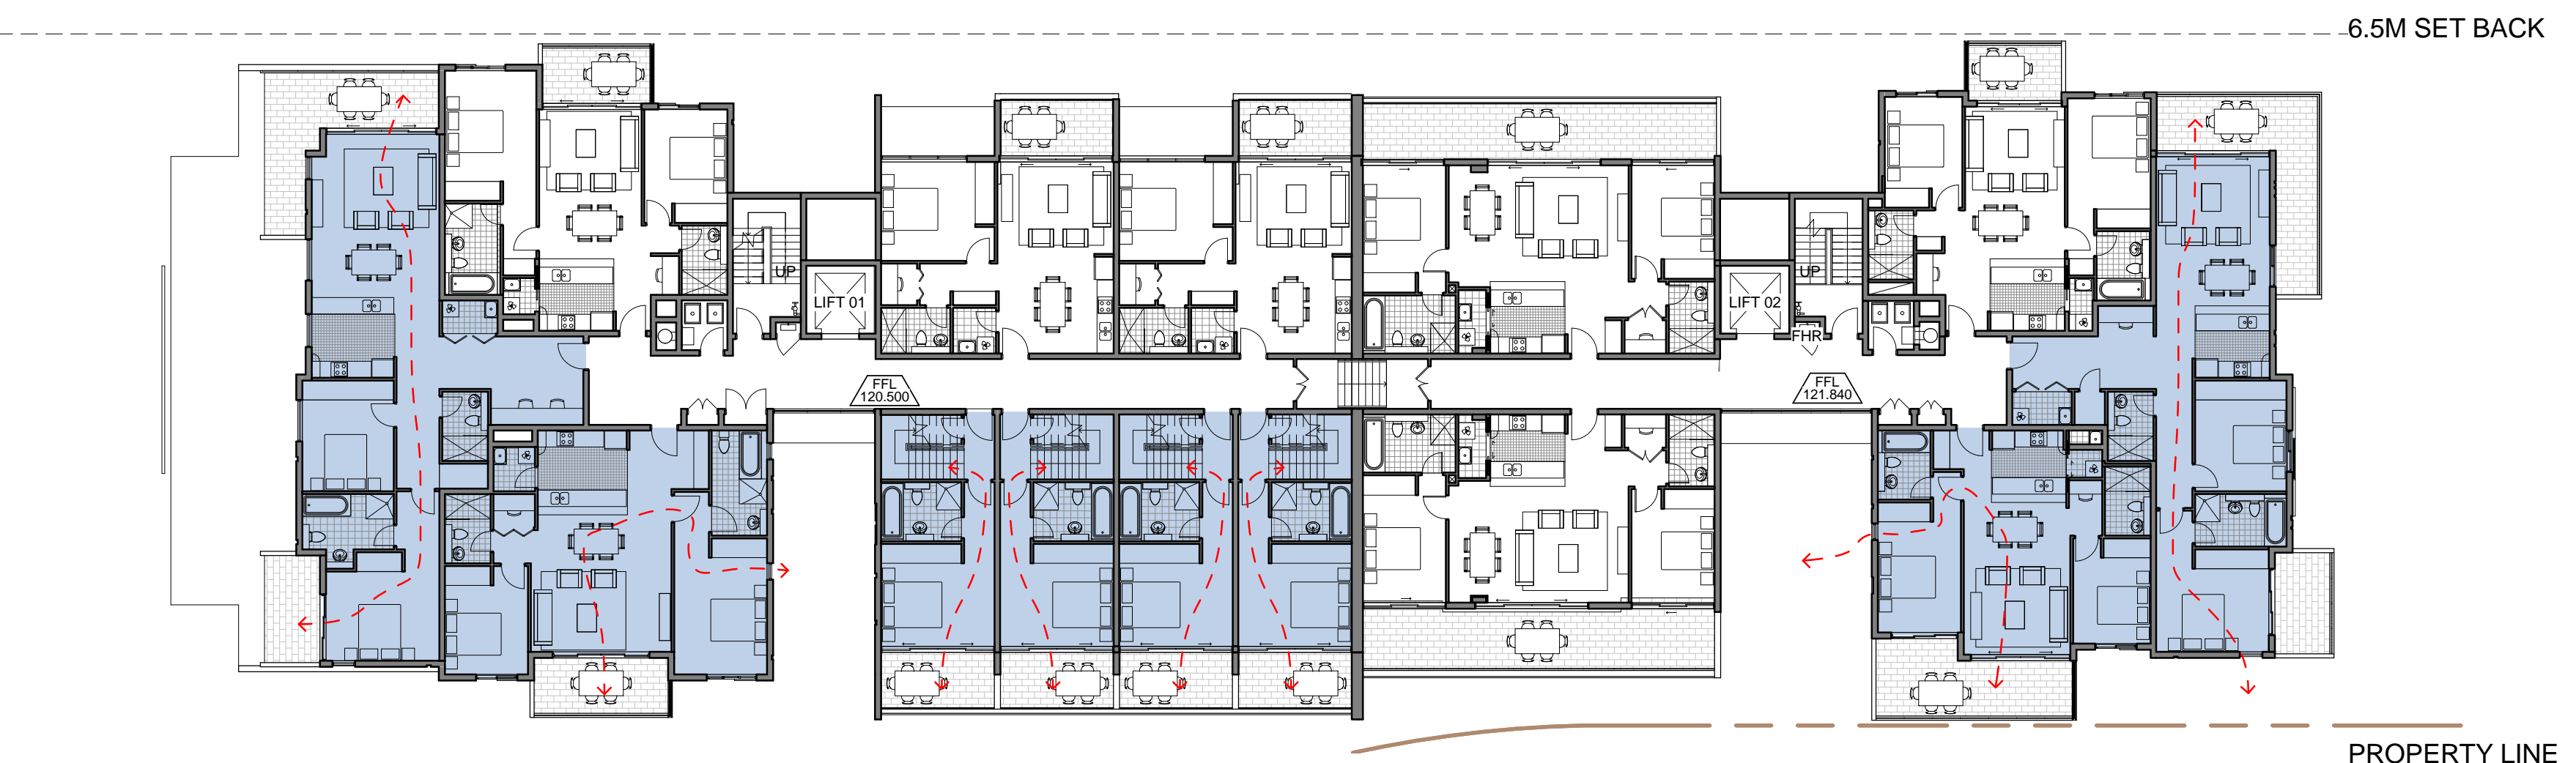 6.5M SET BACK
UP
LIFT 01
LIFT 02
UP
FHR
FFL
120.500
FFL
121.840
PROPERTY LINE